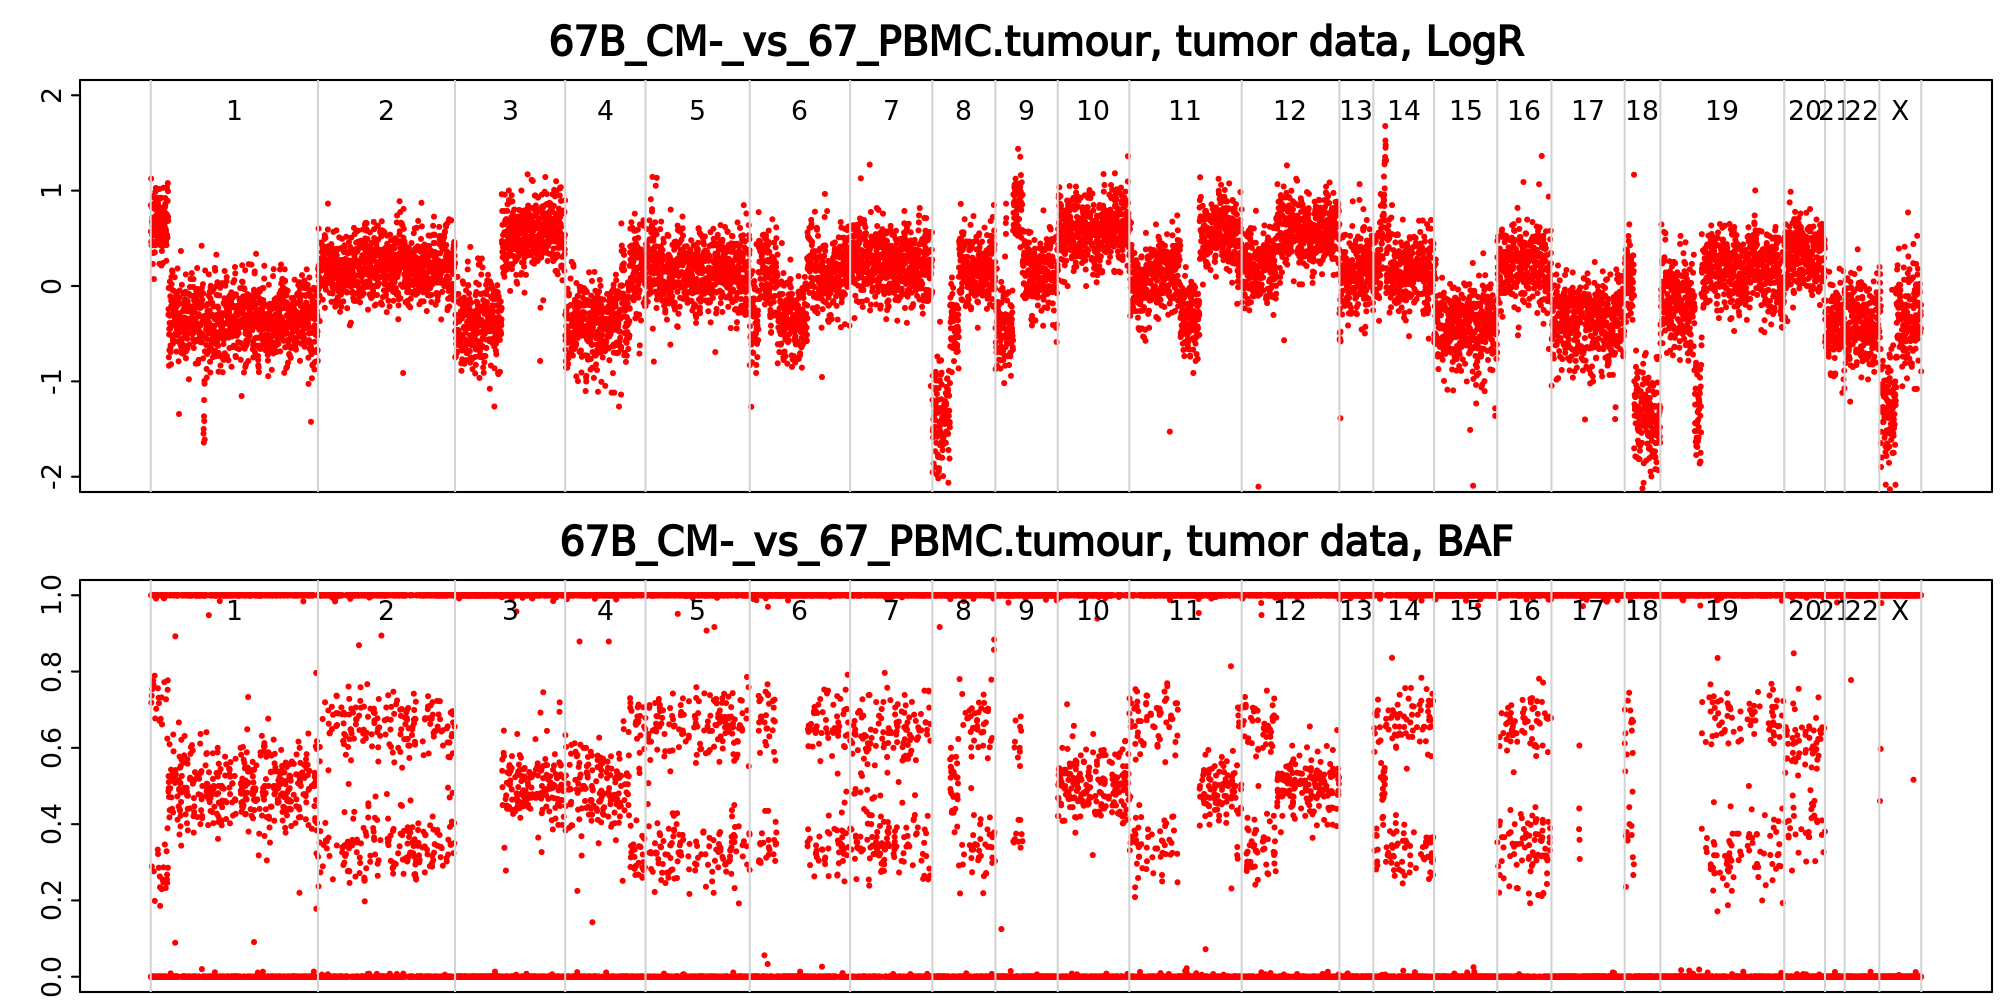 67B_CM-_vs_67_PBMC.tumour, tumor data, LogR
2
1
0
-1
-2
1 2 3 4 5 6 7 8 9 10 11 12 13 14 15 16 17 18 19 20 21 22 X
67B_CM-_vs_67_PBMC.tumour, tumor data, BAF
1.0
0.8
0.6
0.4
0.2
0.0
1 2 3 4 5 6 7 8 9 10 11 12 13 14 15 16 17 18 19 20 21 22 X